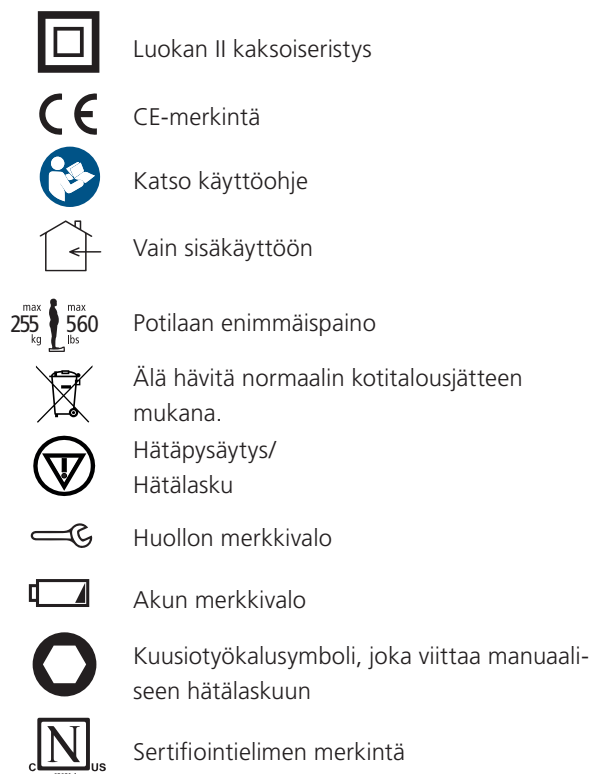 Luokan II kaksoiseristys
CE CE-merkintä
Katso käyttöohje
Vain sisäkäyttöön
max max
255 560
kg lbs
Potilaan enimmäispaino
Älä hävitä normaalin kotitalousjätteen
mukana.
Hätäpysäytys/
Hätälasku
Huollon merkkivalo
Akun merkkivalo
Kuusiotyökalusymboli, joka viittaa manuaali-
seen hätälaskuun
C N US
Sertifiointielimen merkintä